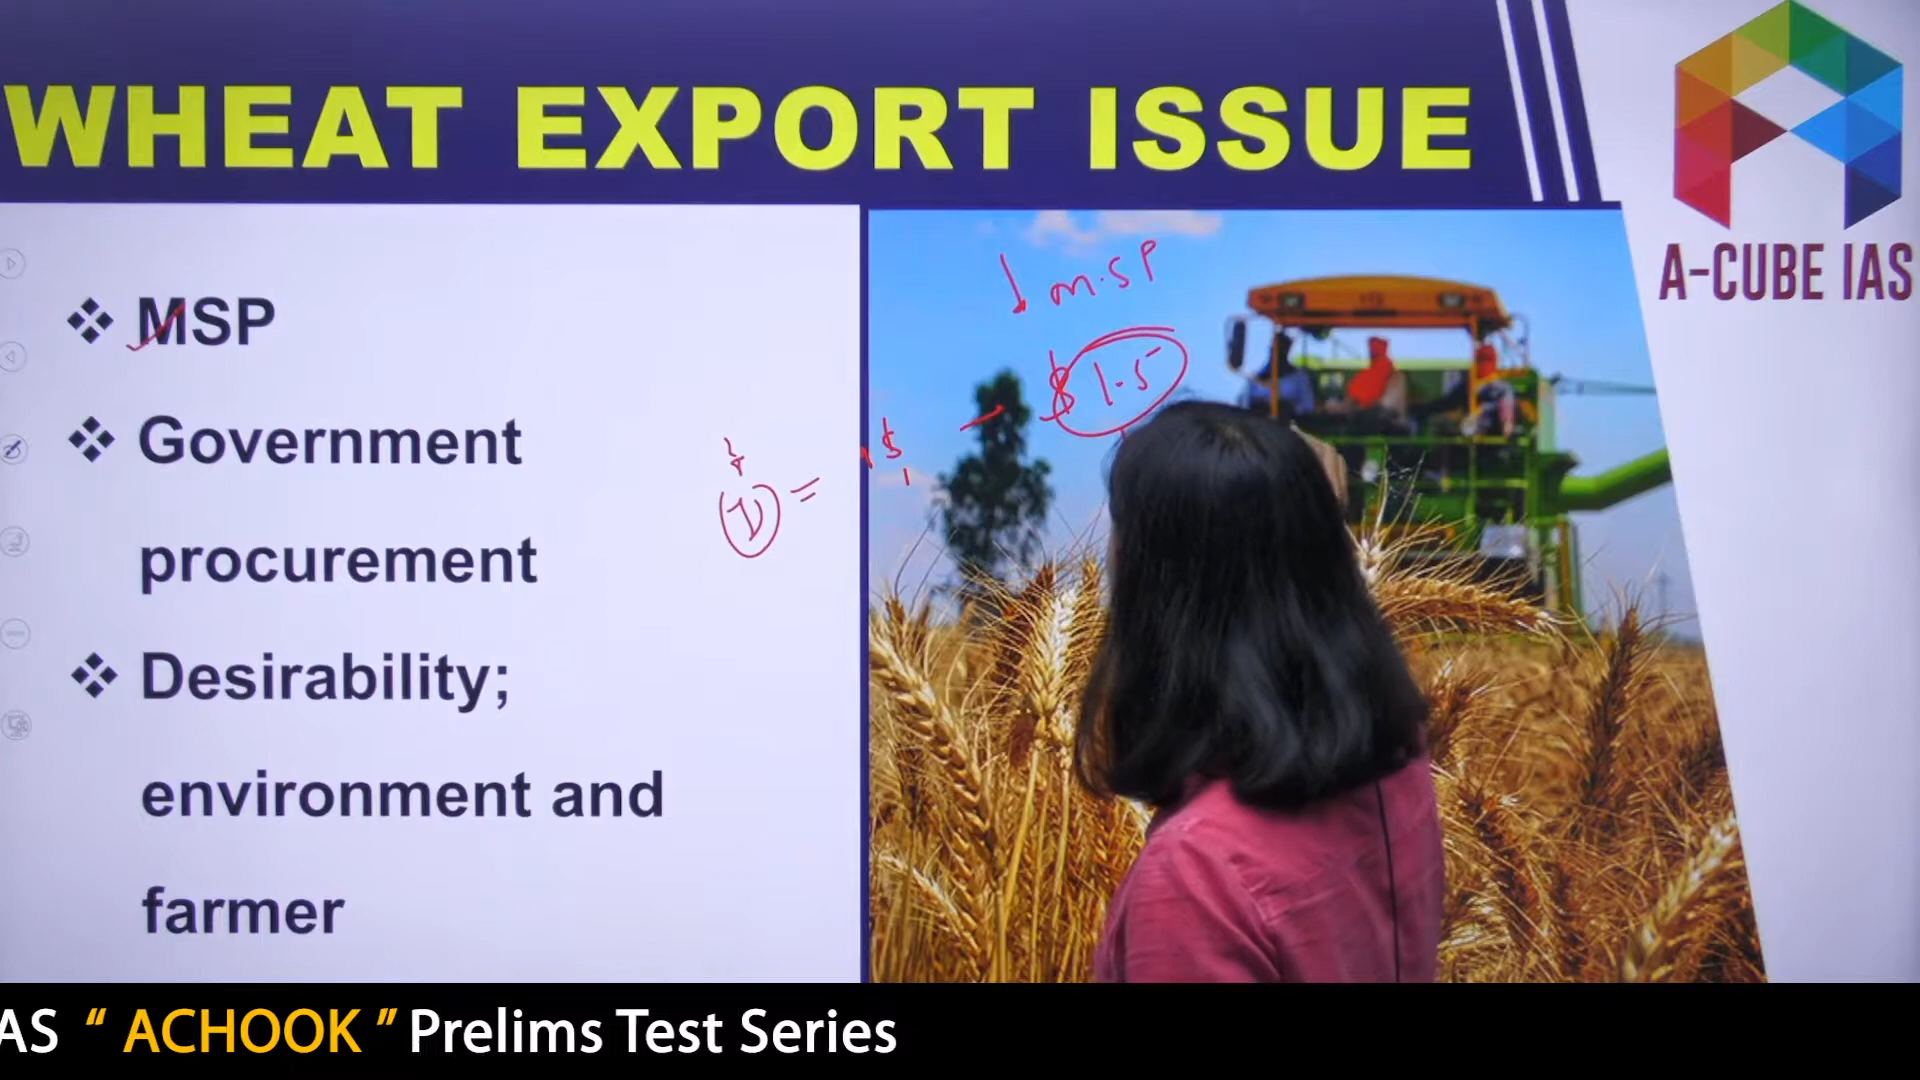 WHEAT EXPORT ISSUE
A-CUBE IAS
MSP
Government
procurement
Desirability;
environment and
farmer
↓ M.SP
$ 1.5
=
AS “ ACHOOK ” Prelims Test Series